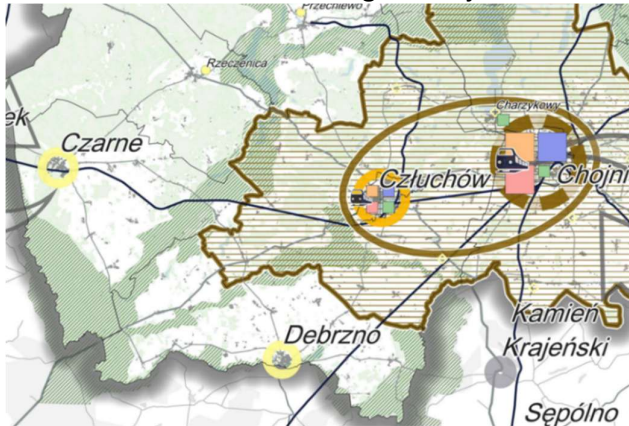 Przechlewo
Rzeczenica
Charzykowy
Czarne
Człuchów
Chojni
Debrzno
Kamień
Krajeński
Sępólno